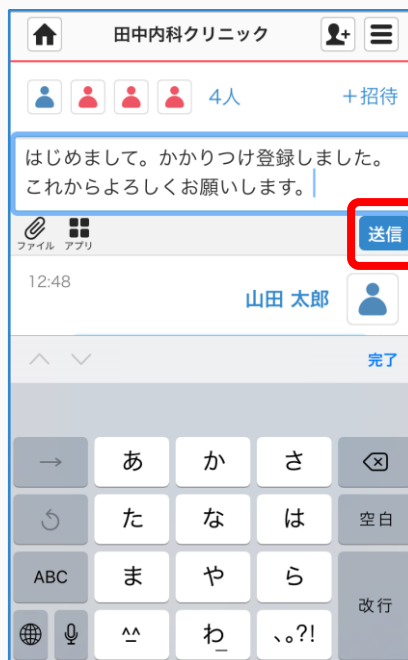 田中内科クリニック
4人
+招待
はじめまして。かかりつけ登録しました。
これからよろしくお願いします。
ファイル アプリ 送信
12:48
山田 太郎
完了
→ あ か さ
た な は 空白
ABC ま や ら 改行
^^ わ 、。?!